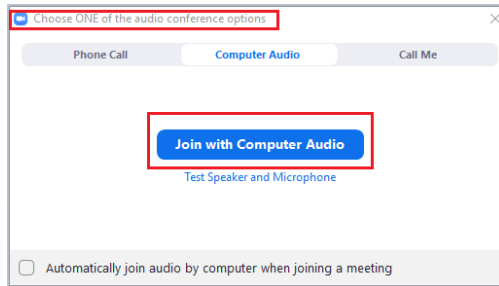 Choose ONE of the audio conference options
Phone Call Computer Audio Call Me
Join with Computer Audio
Test Speaker and Microphone
Automatically join audio by computer when joining a meeting